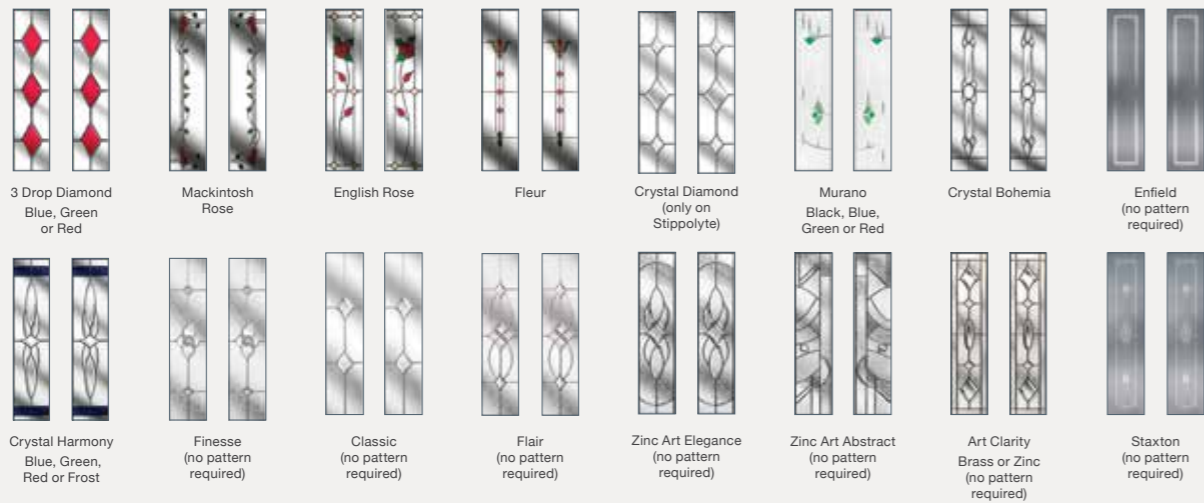 3 Drop Diamond
Blue, Green
or Red
Mackintosh
Rose
English Rose
Fleur
Crystal Diamond
(only on
Stippolyte)
Murano
Black, Blue,
Green or Red
Crystal Bohemia
Enfield
(no pattern
required)
Crystal Harmony
Blue, Green,
Red or Frost
Finesse
(no pattern
required)
Classic
(no pattern
required)
Flair
(no pattern
required)
Zinc Art Elegance
(no pattern
required)
Zinc Art Abstract
(no pattern
required)
Art Clarity
Brass or Zinc
(no pattern
required)
Staxton
(no pattern
required)